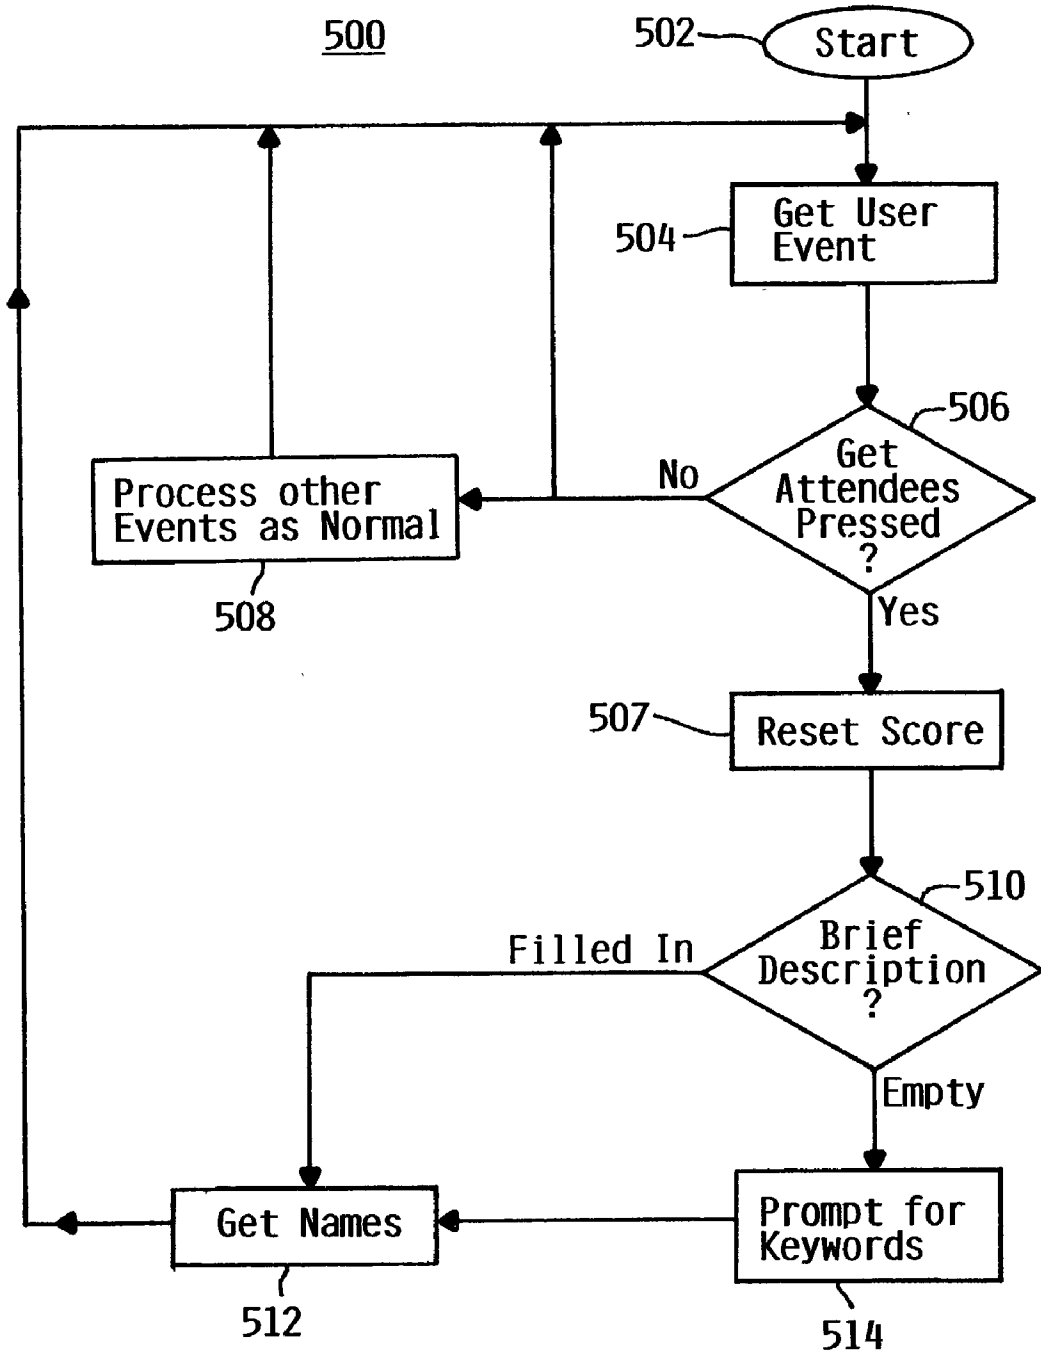 500
502
Start
504
Get User
Event
506
Get
Attendees
Pressed
?
No
Yes
Process other
Events as Normal
508
507
Reset Score
510
Brief
Description
?
Filled In
Empty
Get Names
512
Prompt for
Keywords
514